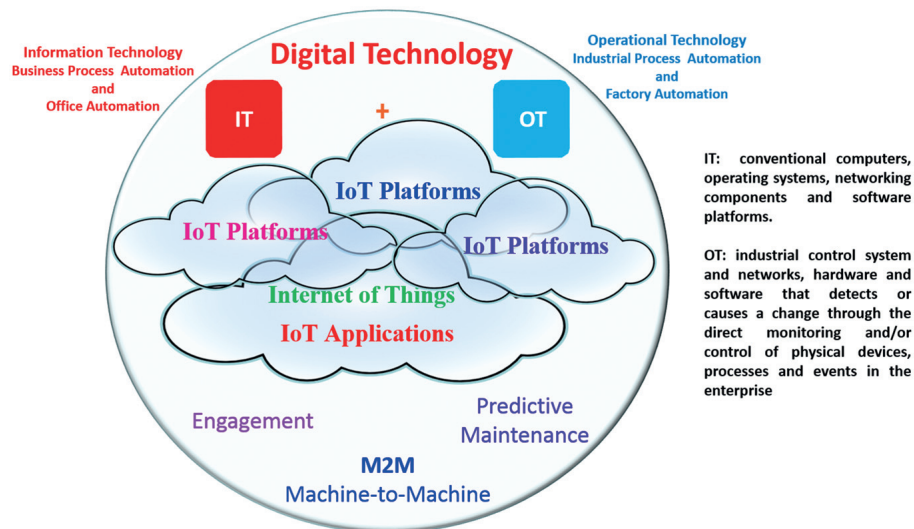 Digital Technology
Information Technology
Business Process Automation
and
Office Automation
Operational Technology
Industrial Process Automation
and
Factory Automation
IT
+
OT
IoT Platforms
IoT Platforms
IoT Platforms
Internet of Things
IoT Applications
Engagement
Predictive
Maintenance
M2M
Machine-to-Machine
IT: conventional computers,
operating systems, networking
components and software
platforms.
OT: industrial control system
and networks, hardware and
software that detects or
causes a change through the
direct monitoring and/or
control of physical devices,
processes and events in the
enterprise